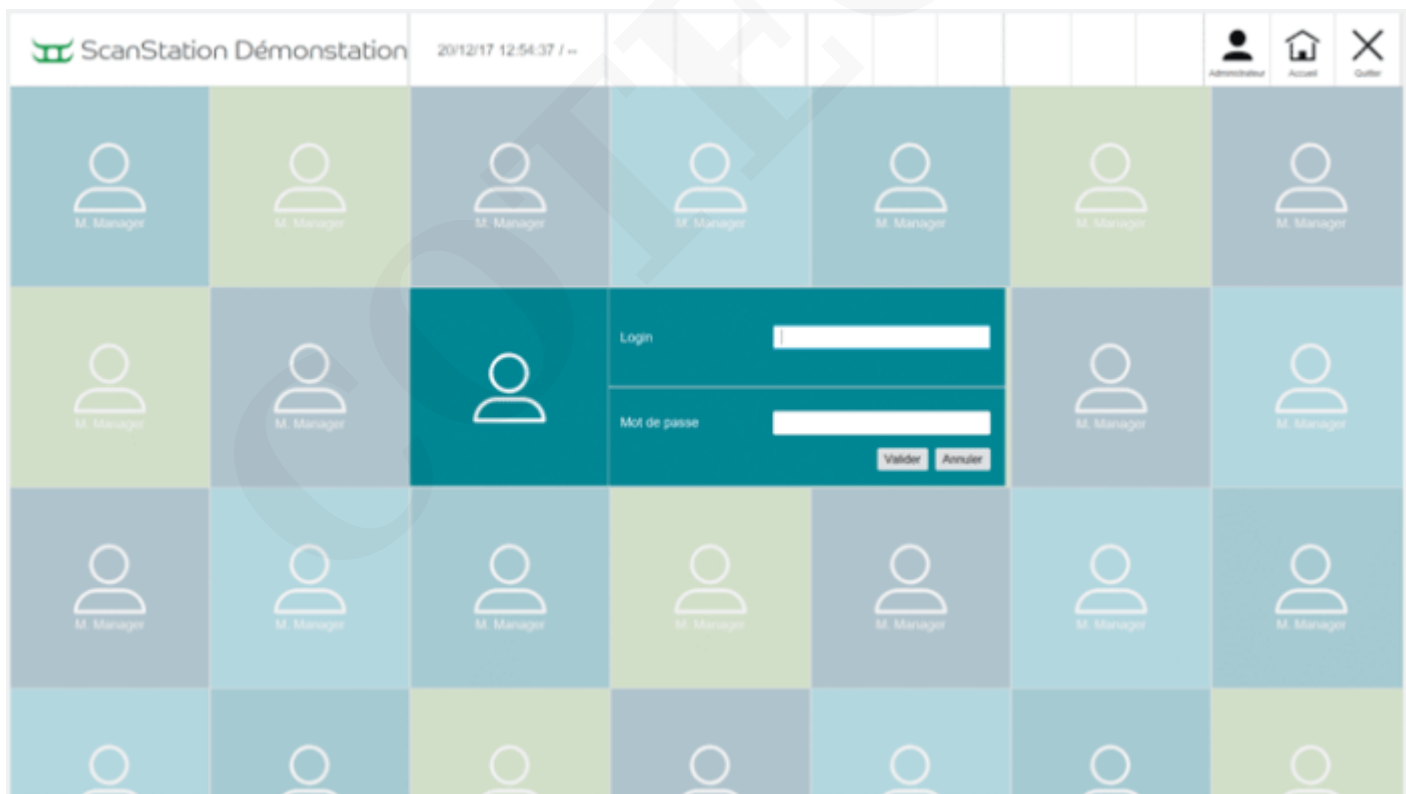 ScanStation Démonstation
20/12/17 12:54:37 / --
Administrateur
Accueil
Quitter
M. Manager
M. Manager
M. Manager
M. Manager
M. Manager
M. Manager
M. Manager
M. Manager
M. Manager
Login
Mot de passe
Valider
Annuler
M. Manager
M. Manager
M. Manager
M. Manager
M. Manager
M. Manager
M. Manager
M. Manager
M. Manager